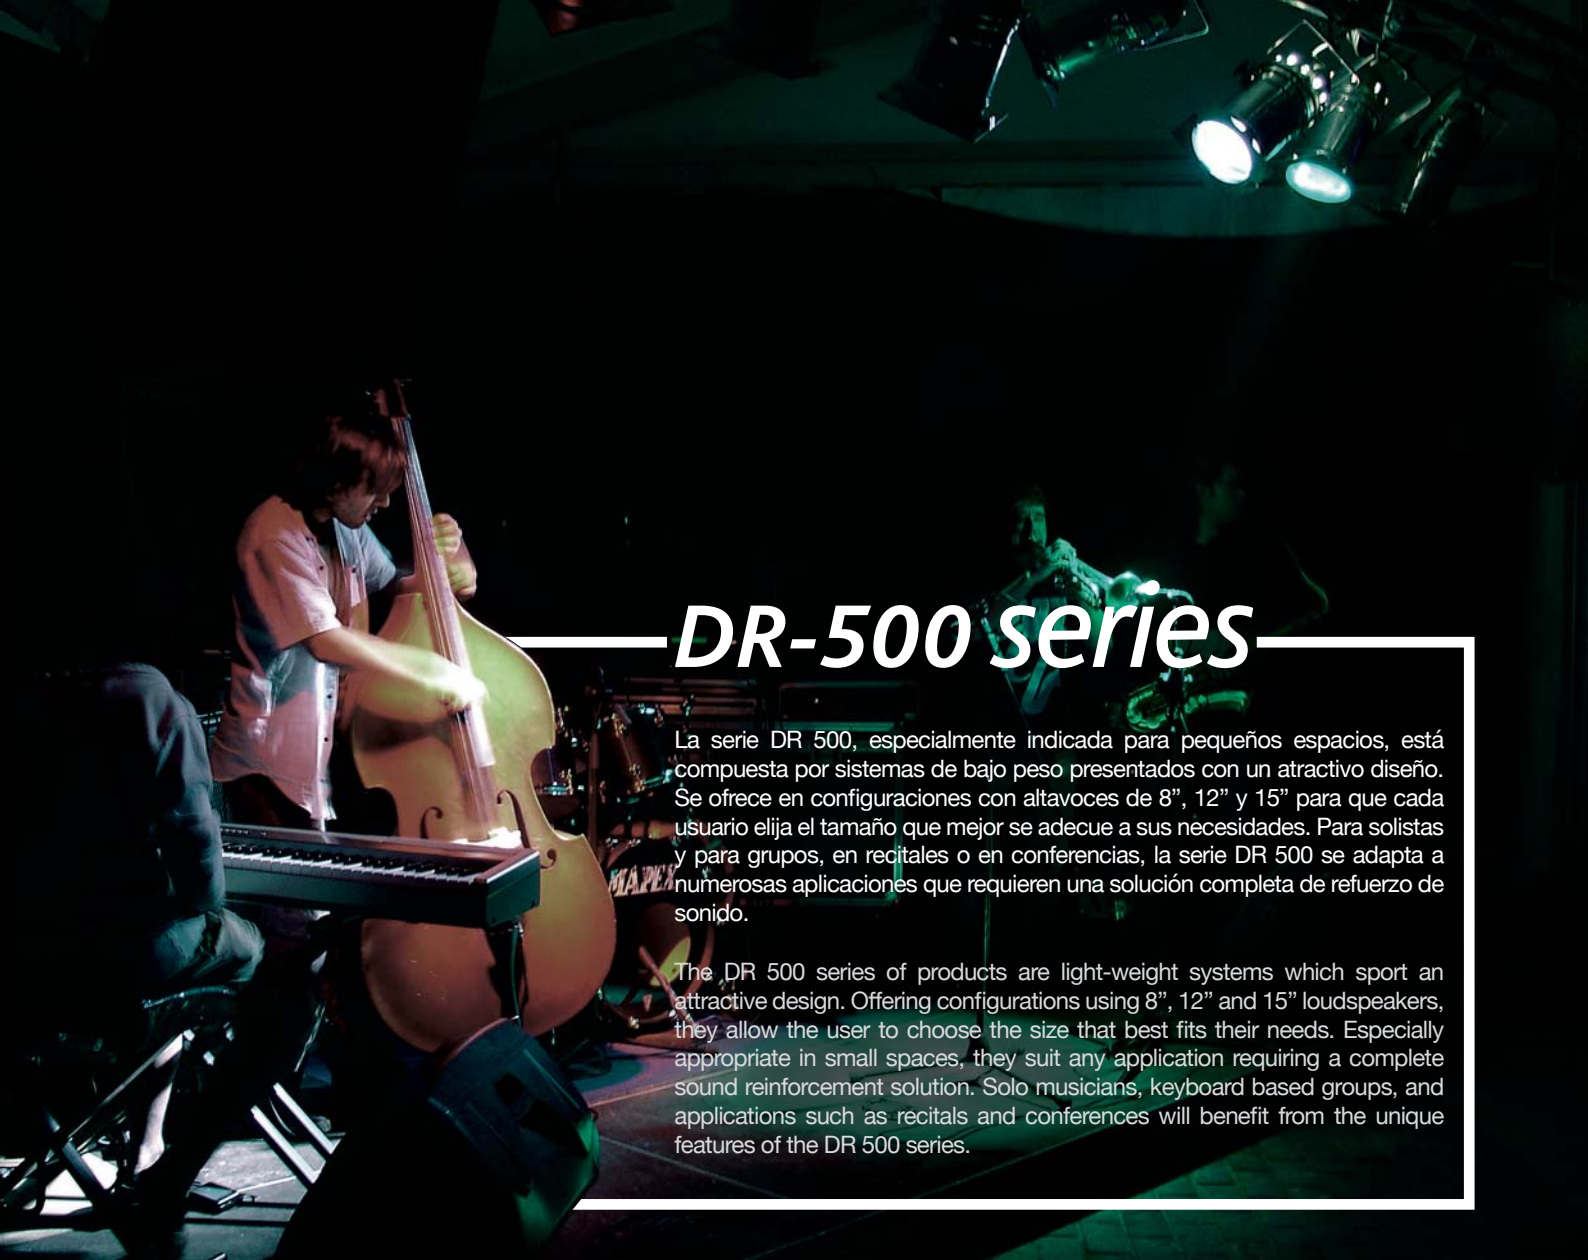 DR-500 series
La serie DR 500, especialmente indicada para pequeños espacios, está
compuesta por sistemas de bajo peso presentados con un atractivo diseño.
Se ofrece en configuraciones con altavoces de 8”, 12” y 15” para que cada
usuario elija el tamaño que mejor se adecue a sus necesidades. Para solistas
y para grupos, en recitales o en conferencias, la serie DR 500 se adapta a
numerosas aplicaciones que requieren una solución completa de refuerzo de
sonido.
MAPEX
The DR 500 series of products are light-weight systems which sport an
attractive design. Offering configurations using 8”, 12” and 15” loudspeakers,
they allow the user to choose the size that best fits their needs. Especially
appropriate in small spaces, they suit any application requiring a complete
sound reinforcement solution. Solo musicians, keyboard based groups, and
applications such as recitals and conferences will benefit from the unique
features of the DR 500 series.